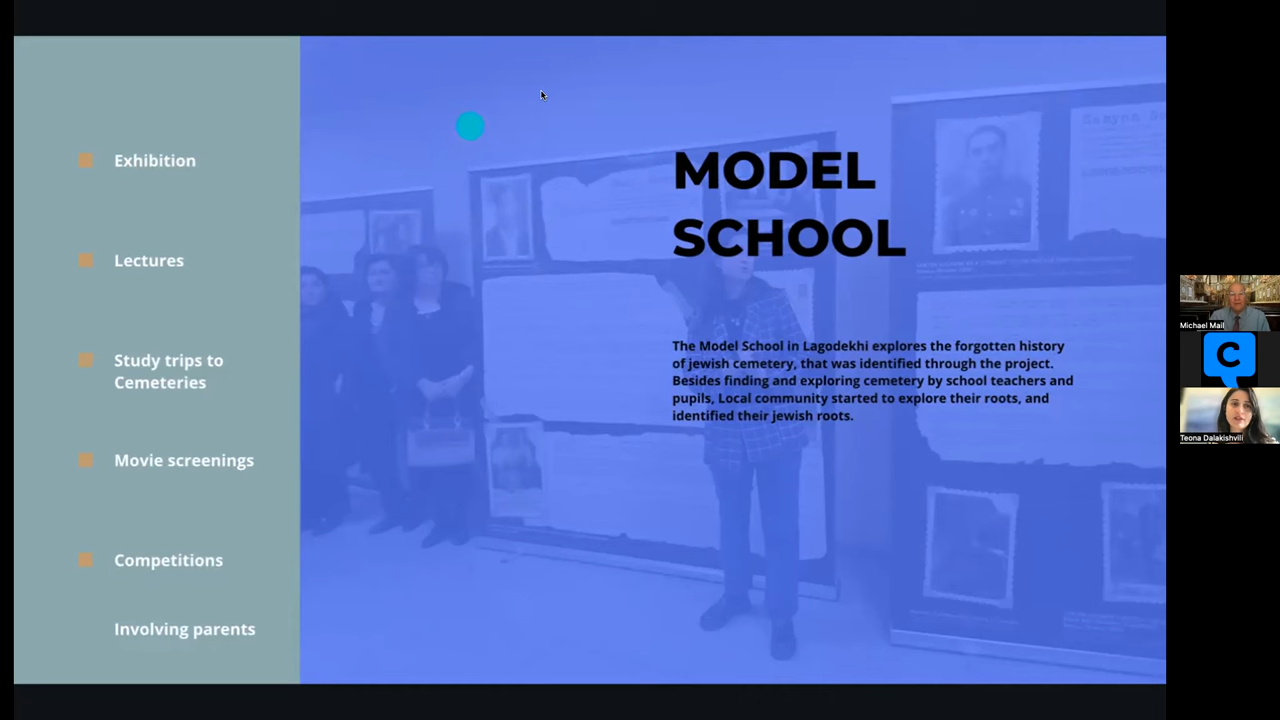 Exhibition
Lectures
Study trips to
Cemeteries
Movie screenings
Competitions
Involving parents
MODEL
SCHOOL
The Model School in Lagodekhi explores the forgotten history
of jewish cemetery, that was identified through the project.
Besides finding and exploring cemetery by school teachers and
pupils, Local community started to explore their roots, and
identified their jewish roots.
Michael Mail
C
Teona Dalakishvili